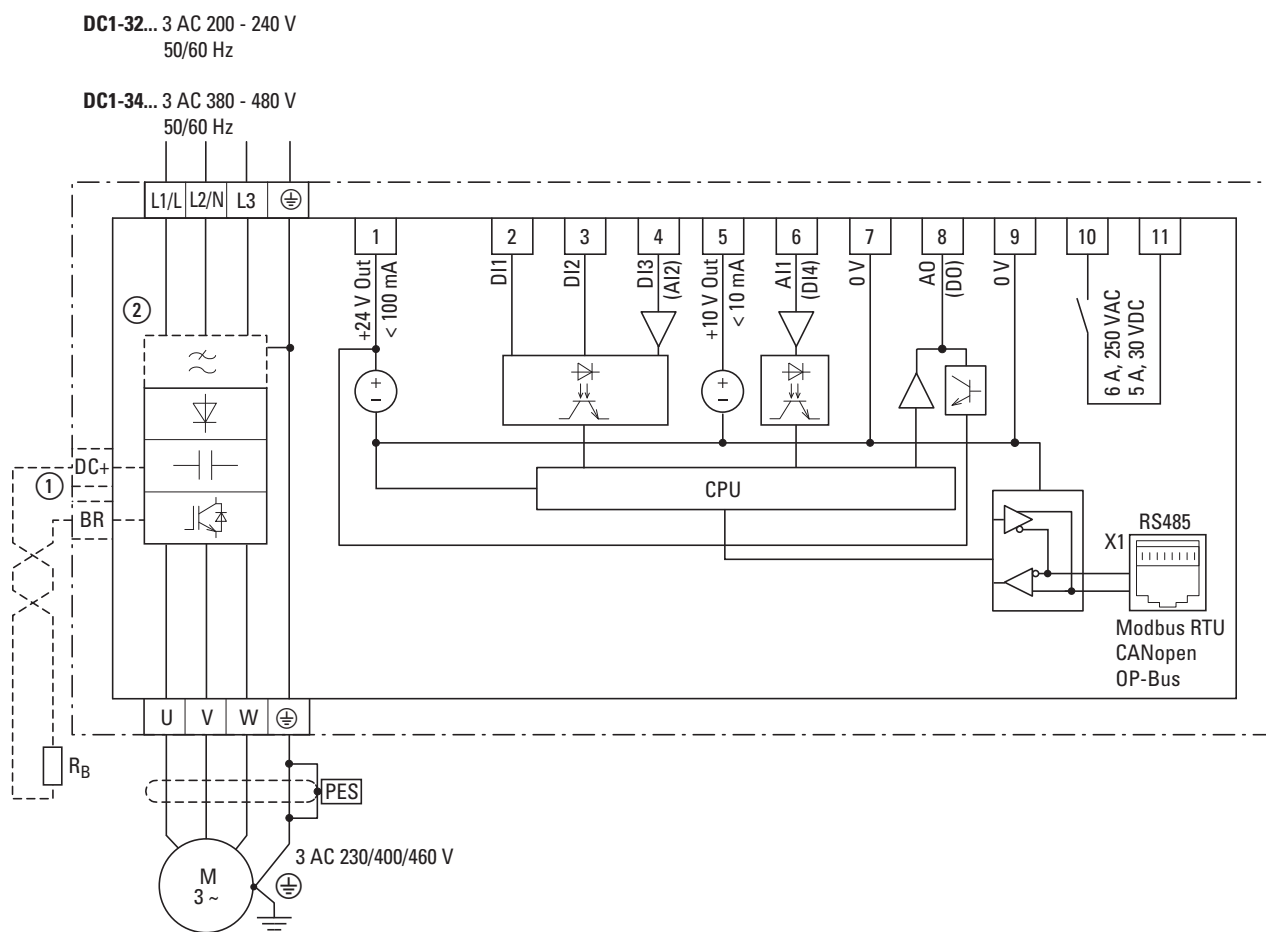 DC1-32... 3 AC 200 - 240 V
50/60 Hz
DC1-34... 3 AC 380 - 480 V
50/60 Hz
L1/L L2/N L3
1 2 3 4 5 6 7 8 9 10 11
+24 V Out
< 100 mA
DI1
DI2
DI3
(AI2)
+10 V Out
< 10 mA
AI1
(DI4)
0 V
AO
(DO)
0 V
6 A, 250 VAC
5 A, 30 VDC
2
+
−
+
−
DC+
1
BR
CPU
RS485
X1
Modbus RTU
CANopen
OP-Bus
U V W
RB
PES
3 AC 230/400/460 V
M
3 ~